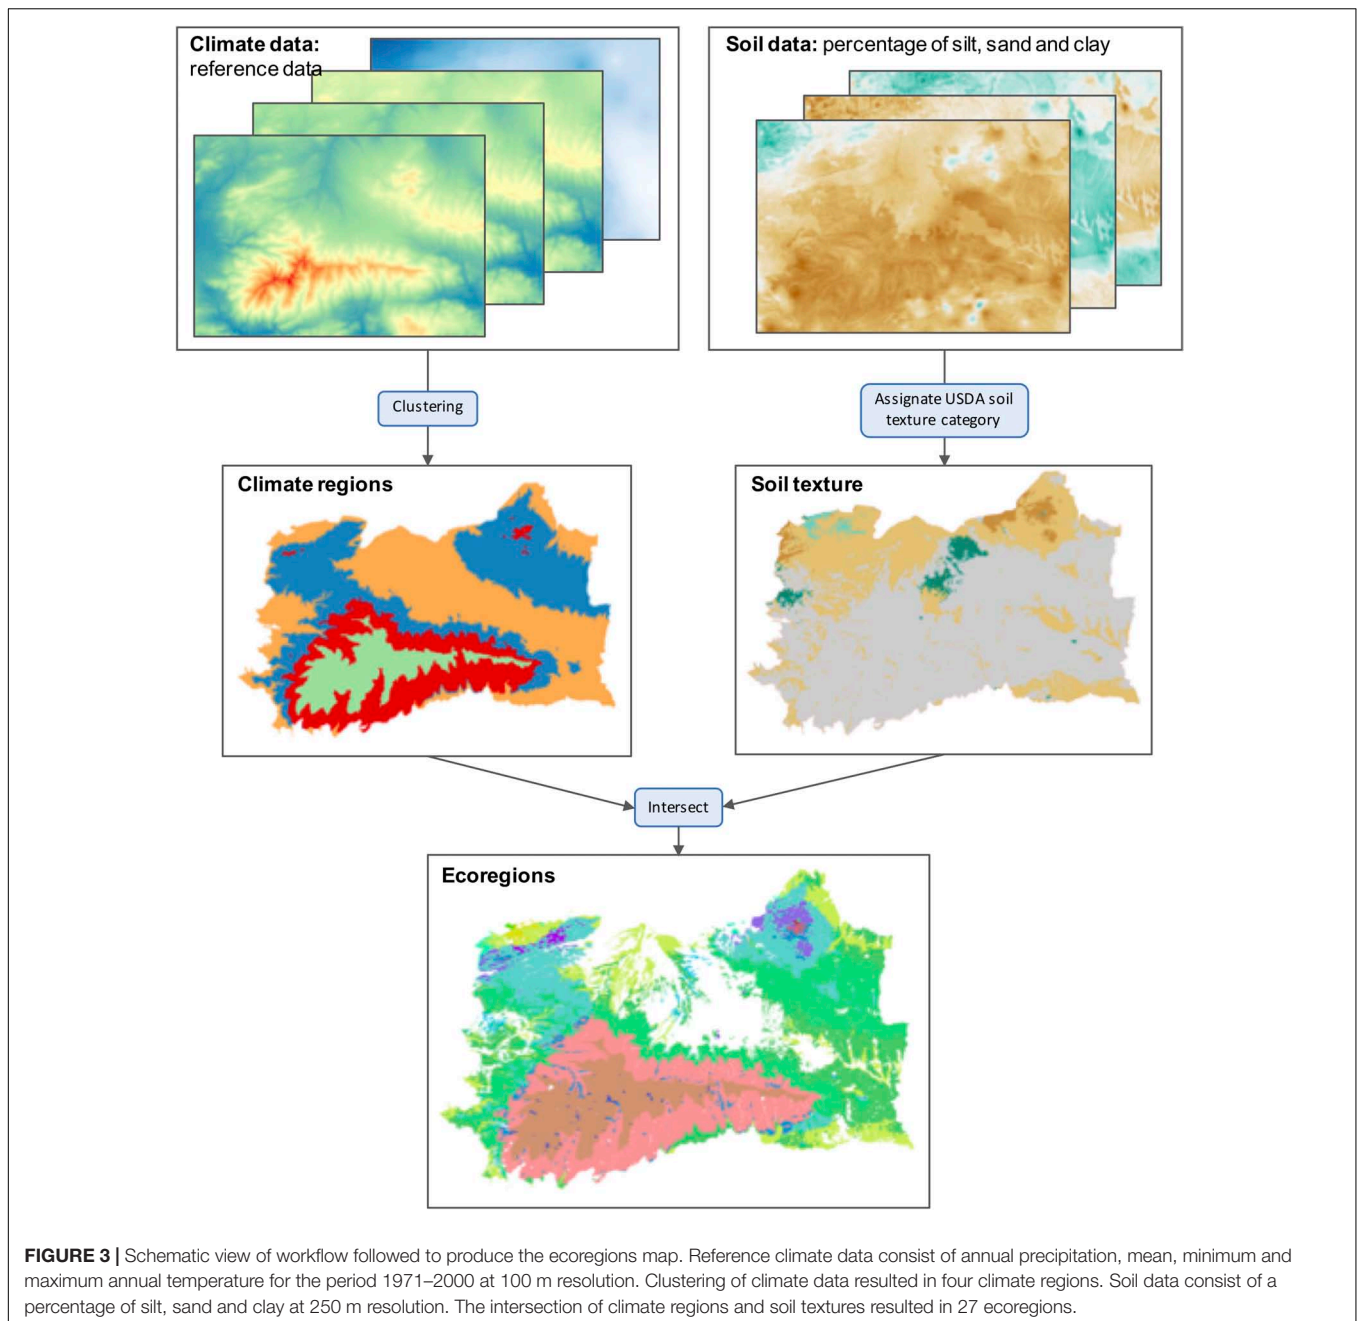 Climate data:
reference data
Soil data: percentage of silt, sand and clay
Clustering
Assignate USDA soil
texture category
Climate regions
Soil texture
Intersect
Ecoregions
FIGURE 3 | Schematic view of workflow followed to produce the ecoregions map. Reference climate data consist of annual precipitation, mean, minimum and
maximum annual temperature for the period 1971–2000 at 100 m resolution. Clustering of climate data resulted in four climate regions. Soil data consist of a
percentage of silt, sand and clay at 250 m resolution. The intersection of climate regions and soil textures resulted in 27 ecoregions.